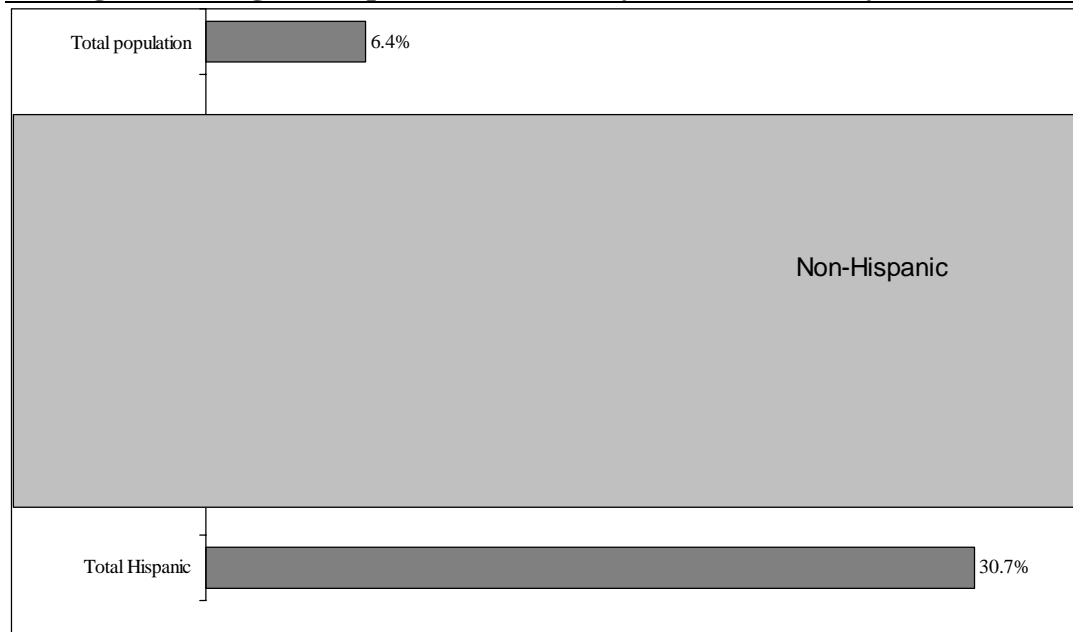 Total population
6.4%
Non-Hispanic
Total Hispanic
30.7%